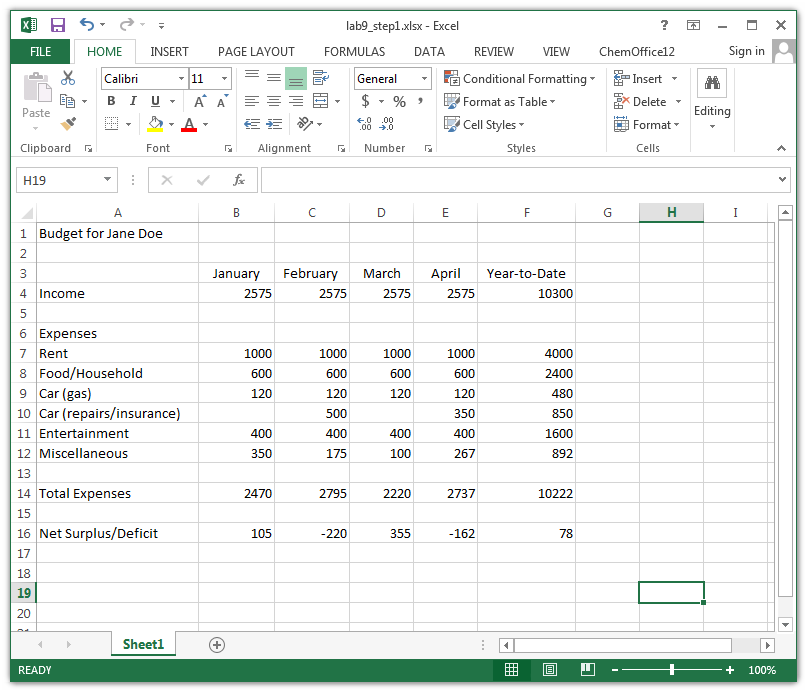 lab9_step1.xlsx - Excel
?
FILE HOME INSERT PAGE LAYOUT FORMULAS DATA REVIEW VIEW ChemOffice12 Sign in
Paste
Calibri 11
B I U A A
A
General
$ % ,
.00 .00
Conditional Formatting
Format as Table
Cell Styles
Insert
Delete
Format
Editing
Clipboard Font Alignment Number Styles Cells
H19 fx
A B C D E F G H I
1 Budget for Jane Doe
2
3 January February March April Year-to-Date
4 Income 2575 2575 2575 2575 10300
5
6 Expenses
7 Rent 1000 1000 1000 1000 4000
8 Food/Household 600 600 600 600 2400
9 Car (gas) 120 120 120 120 480
10 Car (repairs/insurance) 500 350 850
11 Entertainment 400 400 400 400 1600
12 Miscellaneous 350 175 100 267 892
13
14 Total Expenses 2470 2795 2220 2737 10222
15
16 Net Surplus/Deficit 105 -220 355 -162 78
17
18
19
20
Sheet1
READY 100%